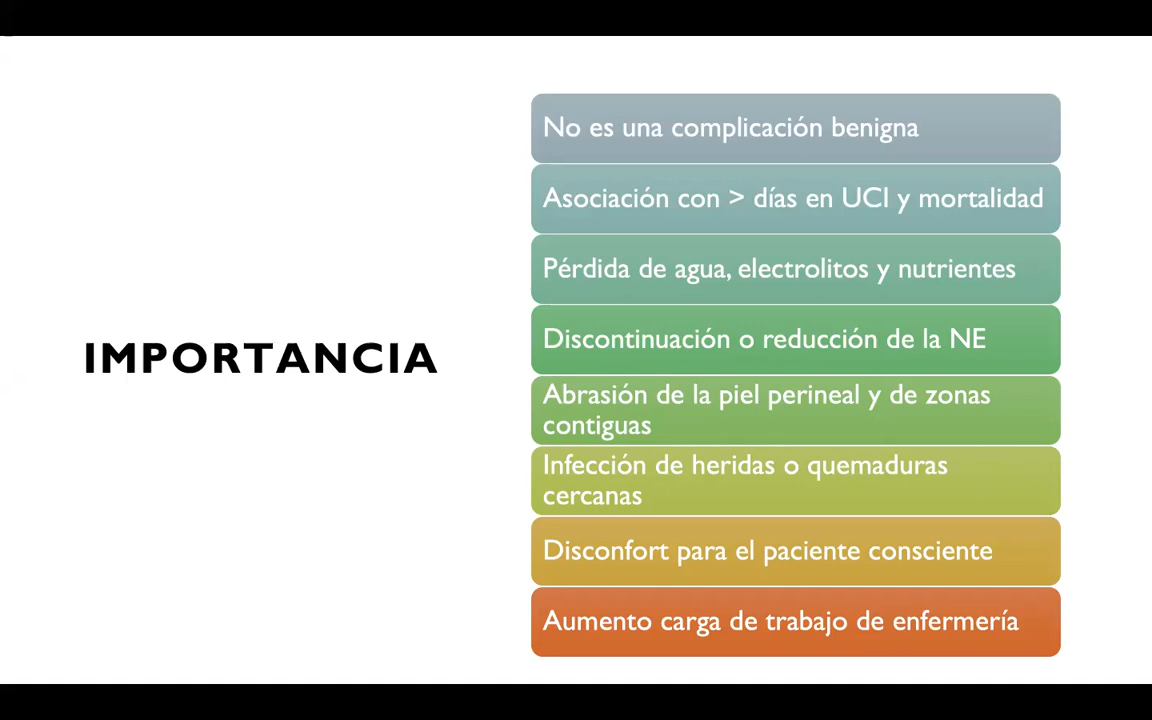 IMPORTANCIA
No es una complicación benigna
Asociación con > días en UCI y mortalidad
Pérdida de agua, electrolitos y nutrientes
Discontinuación o reducción de la NE
Abrasión de la piel perineal y de zonas
contiguas
Infección de heridas o quemaduras
cercanas
Disconfort para el paciente consciente
Aumento carga de trabajo de enfermería